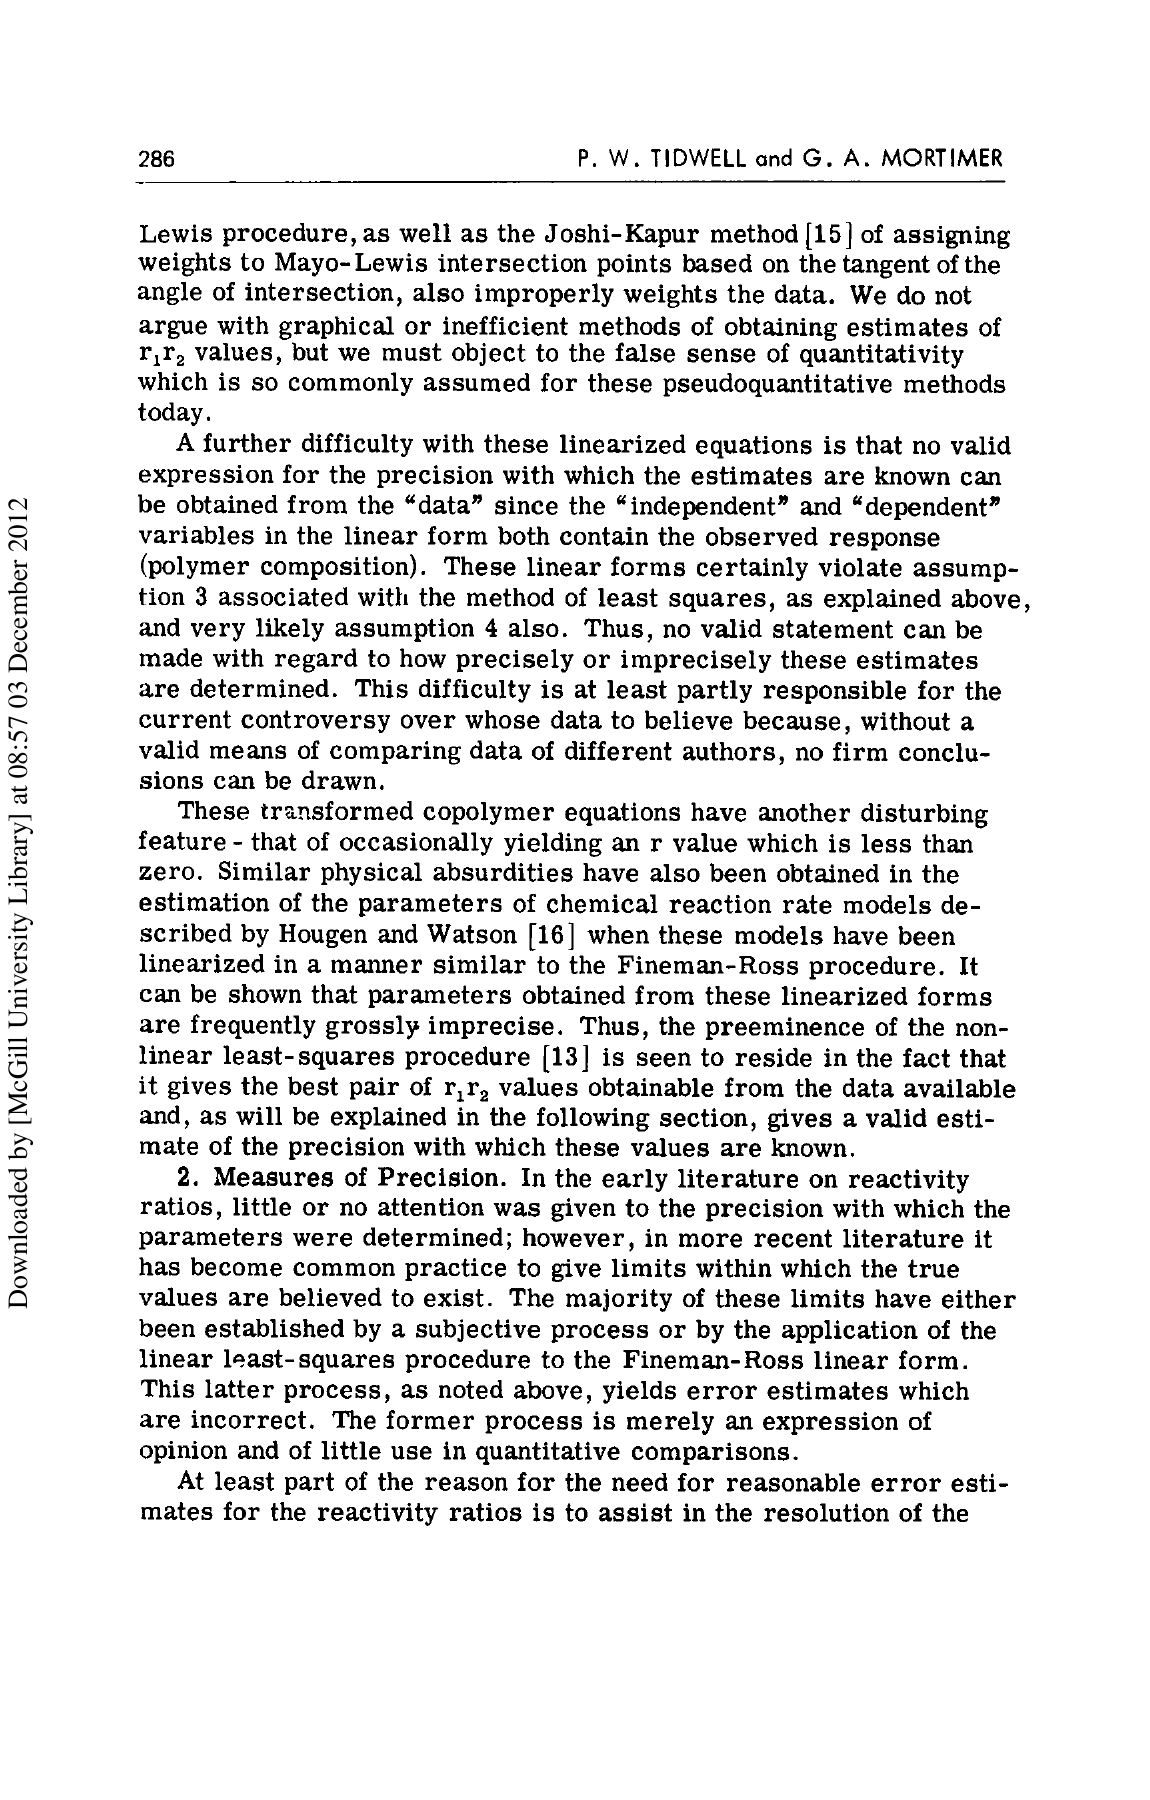 286 P. W. TIDWELL and G. A. MORTIMER
Lewis procedure, as well as the Joshi-Kapur method [15] of assigning
weights to Mayo-Lewis intersection points based on the tangent of the
angle of intersection, also improperly weights the data. We do not
argue with graphical or inefficient methods of obtaining estimates of
r₁r₂ values, but we must object to the false sense of quantitativity
which is so commonly assumed for these pseudoquantitative methods
today.
A further difficulty with these linearized equations is that no valid
expression for the precision with which the estimates are known can
be obtained from the “data” since the “independent” and “dependent”
variables in the linear form both contain the observed response
(polymer composition). These linear forms certainly violate assump-
tion 3 associated with the method of least squares, as explained above,
and very likely assumption 4 also. Thus, no valid statement can be
made with regard to how precisely or imprecisely these estimates
are determined. This difficulty is at least partly responsible for the
current controversy over whose data to believe because, without a
valid means of comparing data of different authors, no firm conclu-
sions can be drawn.
These transformed copolymer equations have another disturbing
feature - that of occasionally yielding an r value which is less than
zero. Similar physical absurdities have also been obtained in the
estimation of the parameters of chemical reaction rate models de-
scribed by Hougen and Watson [16] when these models have been
linearized in a manner similar to the Fineman-Ross procedure. It
can be shown that parameters obtained from these linearized forms
are frequently grossly imprecise. Thus, the preeminence of the non-
linear least-squares procedure [13] is seen to reside in the fact that
it gives the best pair of r₁r₂ values obtainable from the data available
and, as will be explained in the following section, gives a valid esti-
mate of the precision with which these values are known.
2. Measures of Precision. In the early literature on reactivity
ratios, little or no attention was given to the precision with which the
parameters were determined; however, in more recent literature it
has become common practice to give limits within which the true
values are believed to exist. The majority of these limits have either
been established by a subjective process or by the application of the
linear least-squares procedure to the Fineman-Ross linear form.
This latter process, as noted above, yields error estimates which
are incorrect. The former process is merely an expression of
opinion and of little use in quantitative comparisons.
At least part of the reason for the need for reasonable error esti-
mates for the reactivity ratios is to assist in the resolution of the
Downloaded by [McGill University Library] at 08:57 03 December 2012